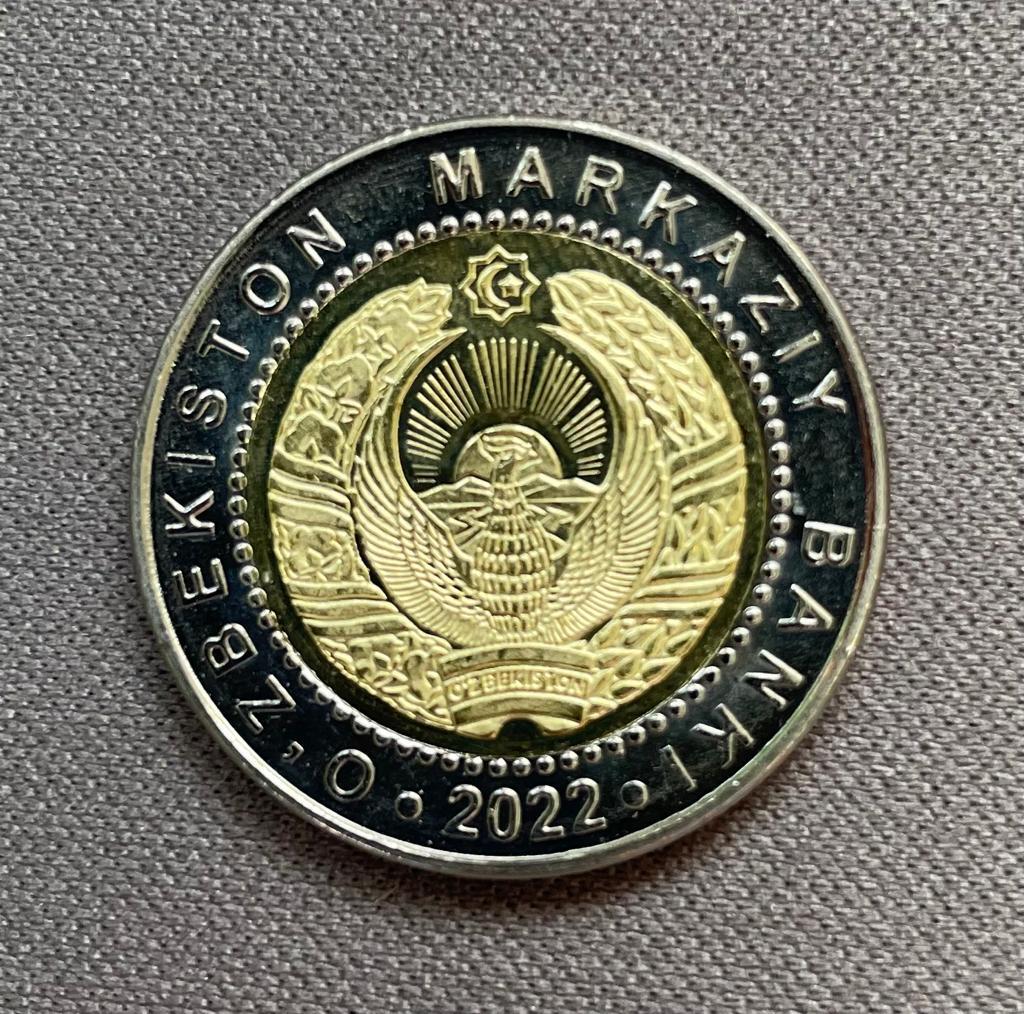 O'ZBEKISTON MARKAZIY BANKI
• 2022 •
O'ZBEKISTON